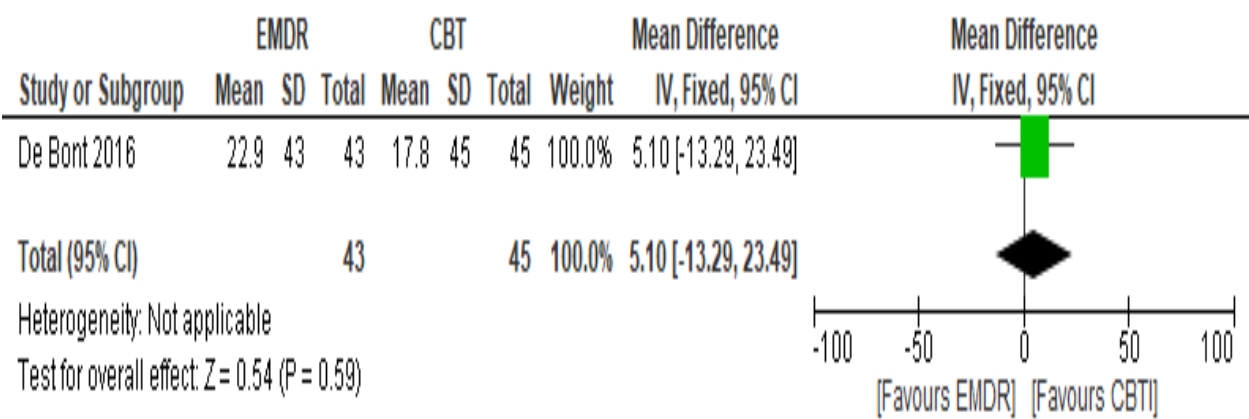 EMDR CBT Mean Difference Mean Difference
Study or Subgroup Mean SD Total Mean SD Total Weight IV, Fixed, 95% CI IV, Fixed, 95% CI
De Bont 2016 22.9 43 43 17.8 45 45 100.0% 5.10 [-13.29, 23.49]
Total (95% CI) 43 45 100.0% 5.10 [-13.29, 23.49]
Heterogeneity: Not applicable
Test for overall effect: Z = 0.54 (P = 0.59)
-100 -50 0 50 100
[Favours EMDR] [Favours CBTI]